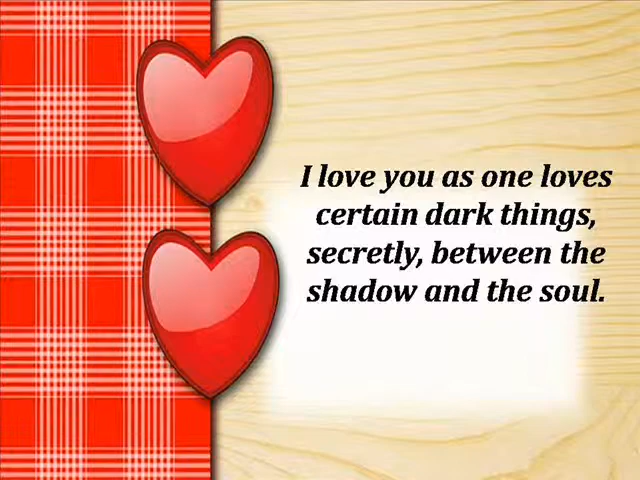 I love you as one loves
certain dark things,
secretly, between the
shadow and the soul.